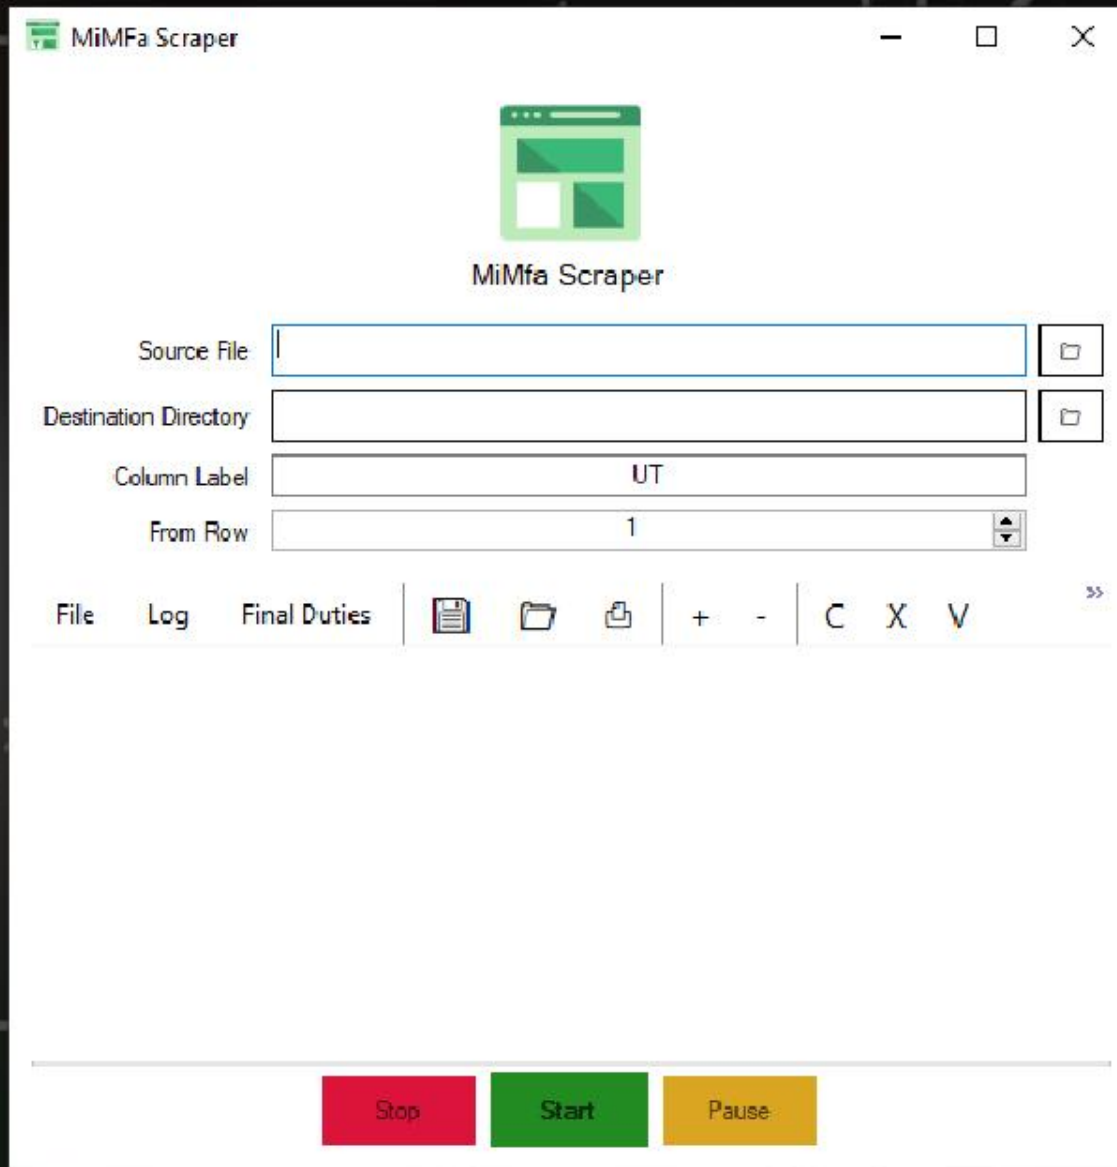 MiMFa Scraper
MiMfa Scraper
Source File
Destination Directory
Column Label UT
From Row 1
File Log Final Duties + - C X V »
Stop Start Pause